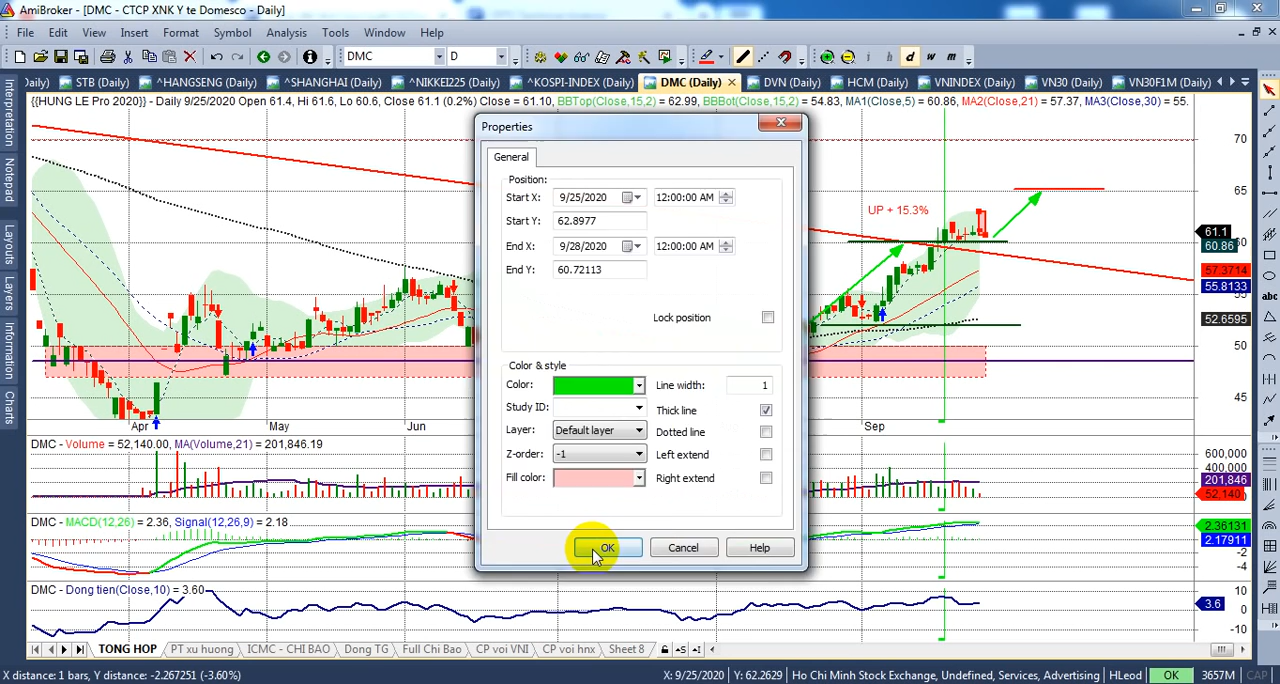 AmiBroker - [DMC - CTCP XNK Y te Domesco - Daily]
File Edit View Insert Format Symbol Analysis Tools Window Help
DMC D d w m
Daily) STB (Daily) ^HANGSENG (Daily) ^SHANGHAI (Daily) ^NIKKEI225 (Daily) ^KOSPI-INDEX (Daily) DMC (Daily) DVN (Daily) HCM (Daily) VNINDEX (Daily) VN30 (Daily) VN30F1M (Daily)
{{HUNG LE Pro 2020}} - Daily 9/25/2020 Open 61.4, Hi 61.6, Lo 60.6, Close 61.1 (0.2%) Close = 61.10, BBTop(Close,15,2) = 62.99, BBBot(Close,15,2) = 54.83, MA1(Close,5) = 60.86, MA2(Close,21) = 57.37, MA3(Close,30) = 55.
Interpretation
Notepad
Layouts
Layers
Information
Charts
Properties
General
Position:
Start X: 9/25/2020 12:00:00 AM
Start Y: 62.8977
End X: 9/28/2020 12:00:00 AM
End Y: 60.72113
Lock position
Color & style
Color: Line width: 1
Study ID: Thick line
Layer: Default layer Dotted line
Z-order: -1 Left extend
Fill color: Right extend
OK Cancel Help
UP + 15.3%
70
65
61.1
60.86
60
57.3714
55.8133
52.6595
50
45
abc
Apr May Jun Sep
DMC - Volume = 52,140.00, MA(Volume,21) = 201,846.19
600,000
400,000
201,846
52,140
DMC - MACD(12,26) = 2.36, Signal(12,26,9) = 2.18
2.36131
2.17911
-2
-4
DMC - Dong tien(Close,10) = 3.60
10
3.6
0
-10
TONG HOP PT xu huong ICMC - CHI BAO Dong TG Full Chi Bao CP voi VNI CP voi hnx Sheet 8
X distance: 1 bars, Y distance: -2.267251 (-3.60%) X: 9/25/2020 Y: 62.2629 Ho Chi Minh Stock Exchange, Undefined, Services, Advertising HLeod OK 3657M CAP